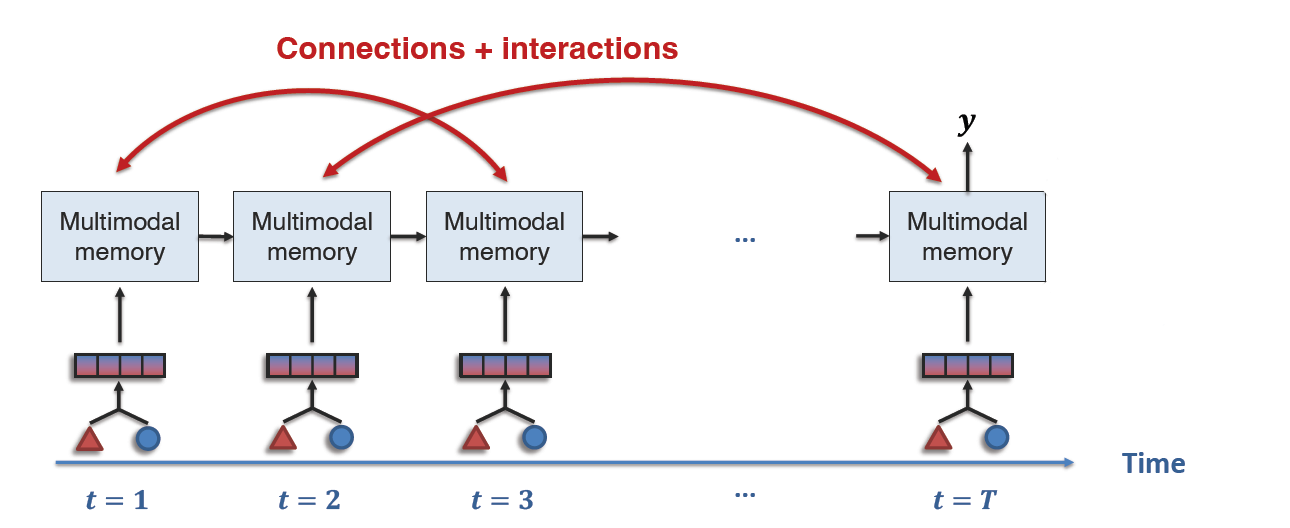 Connections + interactions
y
Multimodal
memory
Multimodal
memory
Multimodal
memory
...
Multimodal
memory
Time
t = 1
t = 2
t = 3
...
t = T